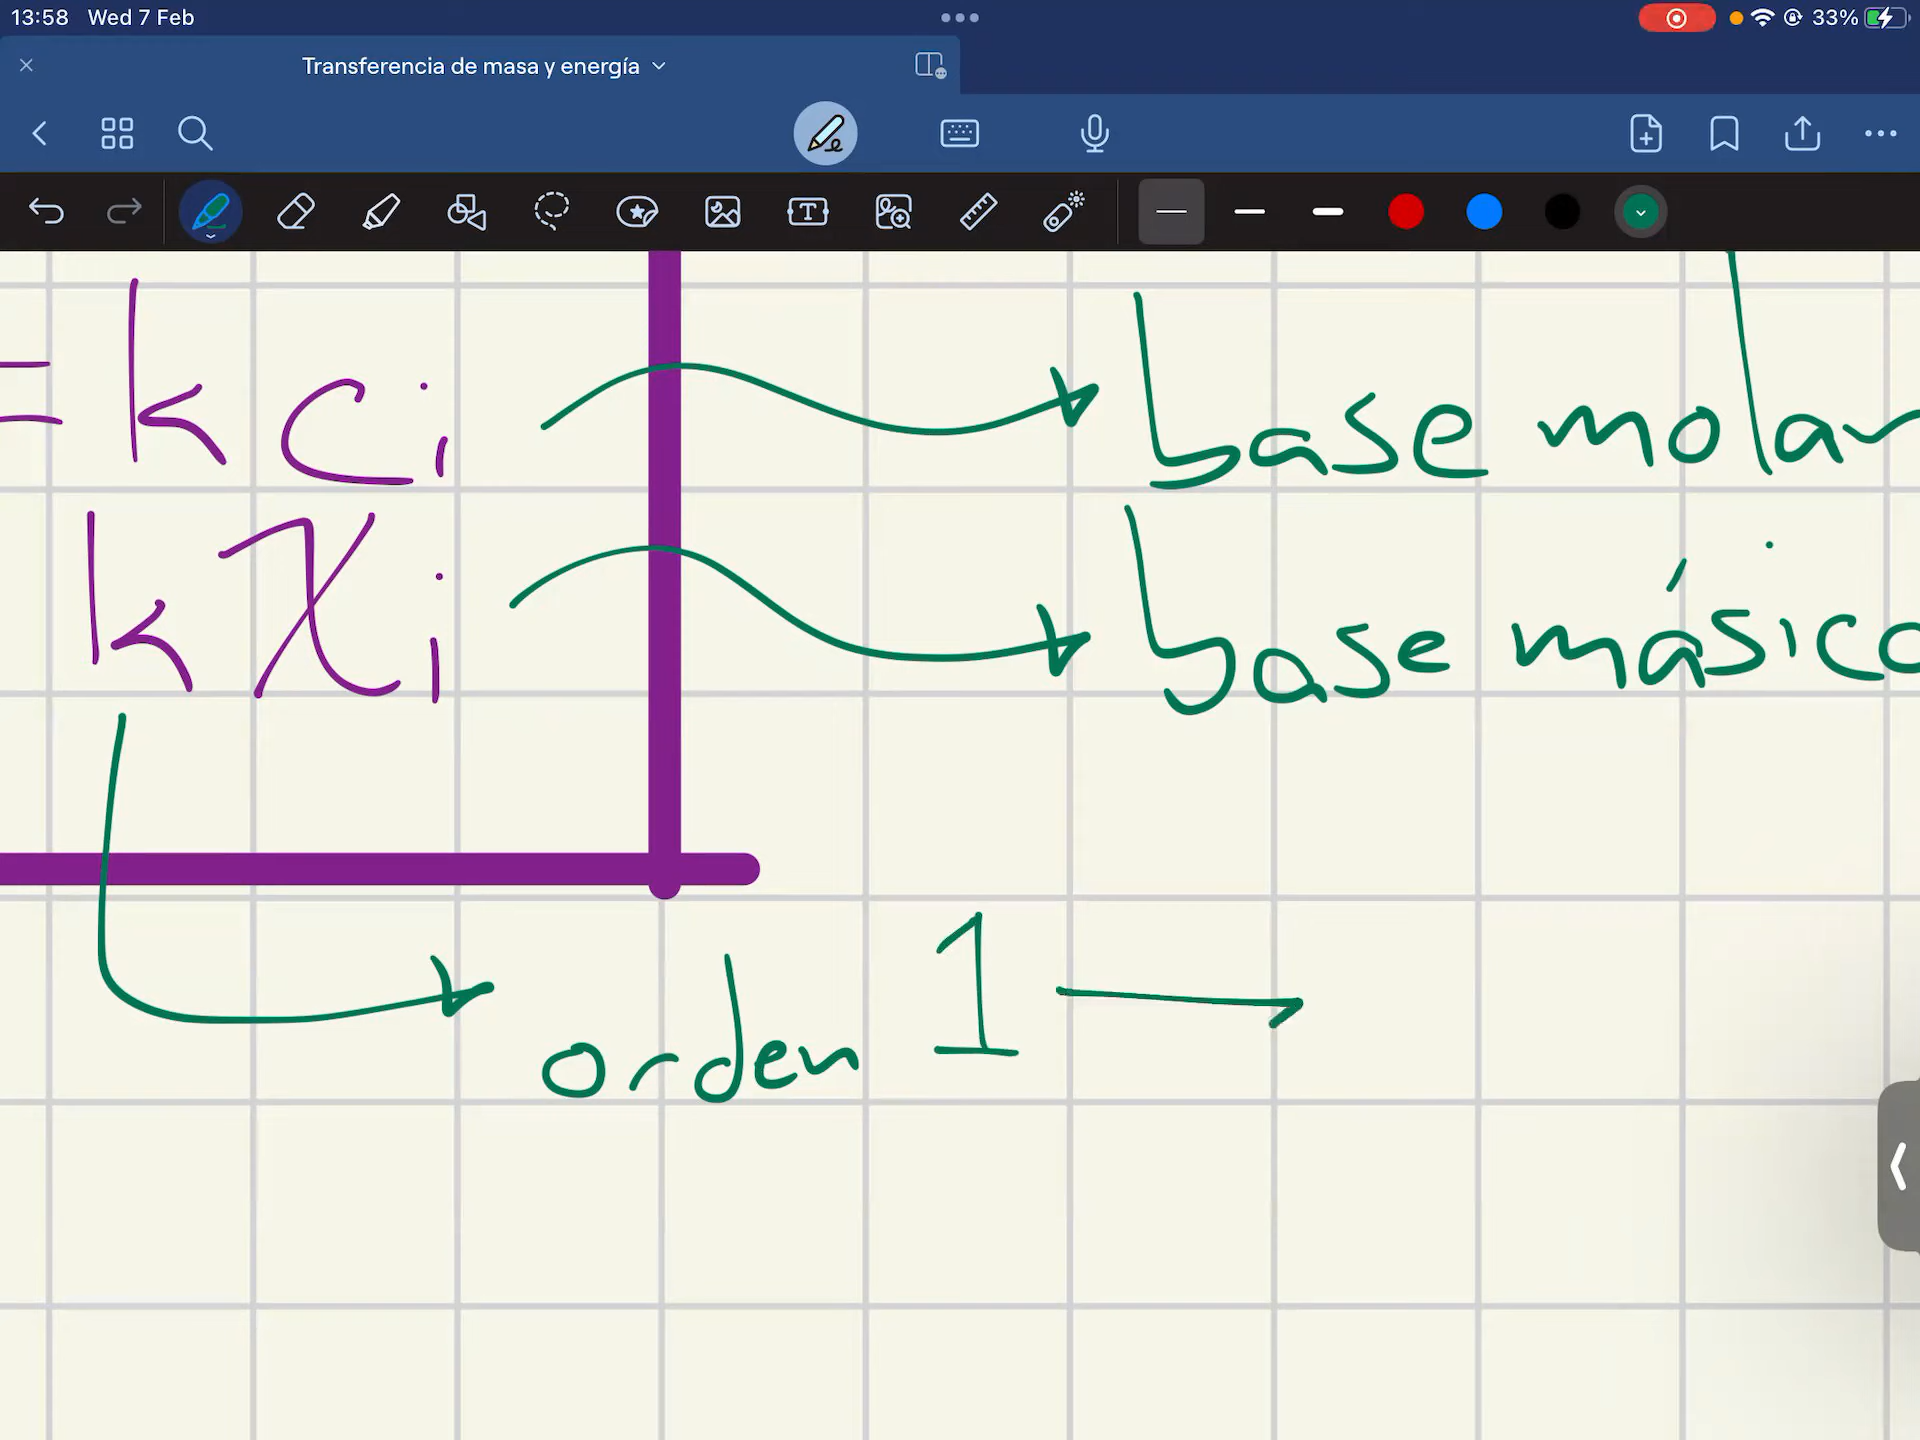 13:58 Wed 7 Feb 33%
Transferencia de masa y energía
= k Ci base molar
k Xi base másico
orden 1